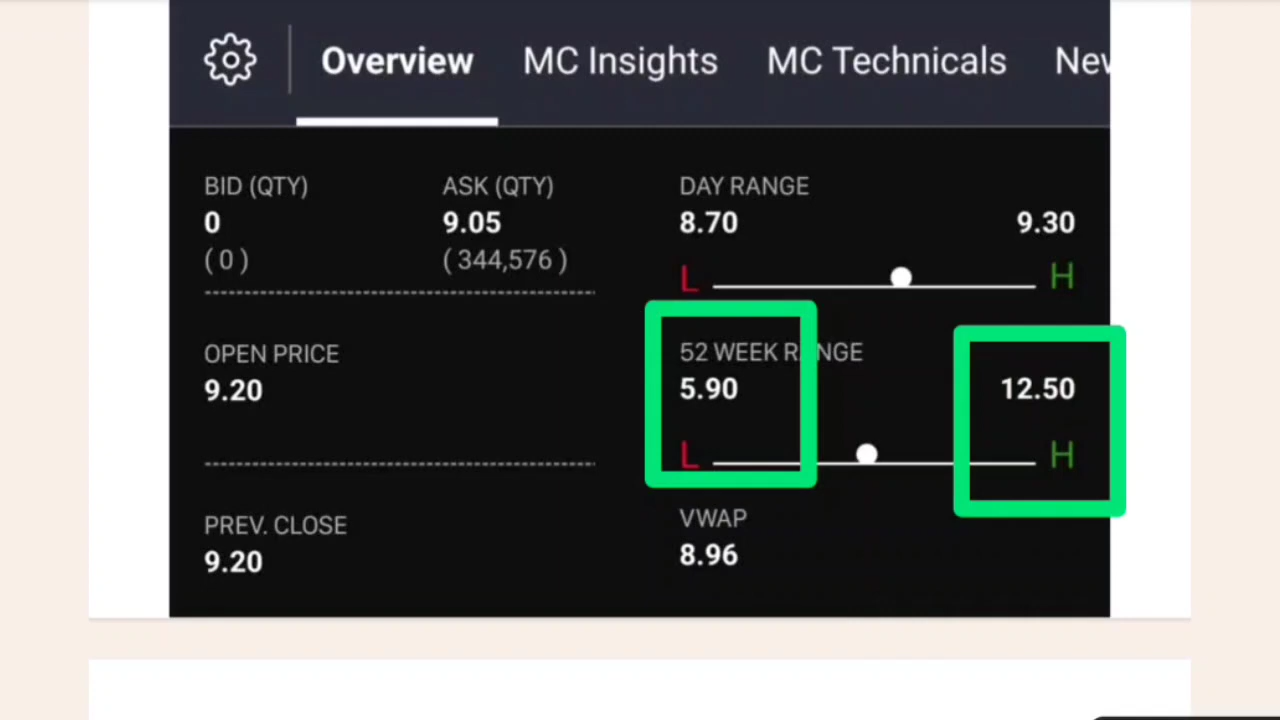 Overview MC Insights MC Technicals
BID (QTY) ASK (QTY) DAY RANGE
0 9.05 8.70 9.30
( 0 ) ( 344,576 )
L H
OPEN PRICE 52 WEEK RANGE
9.20 5.90 12.50
L H
PREV. CLOSE VWAP
9.20 8.96